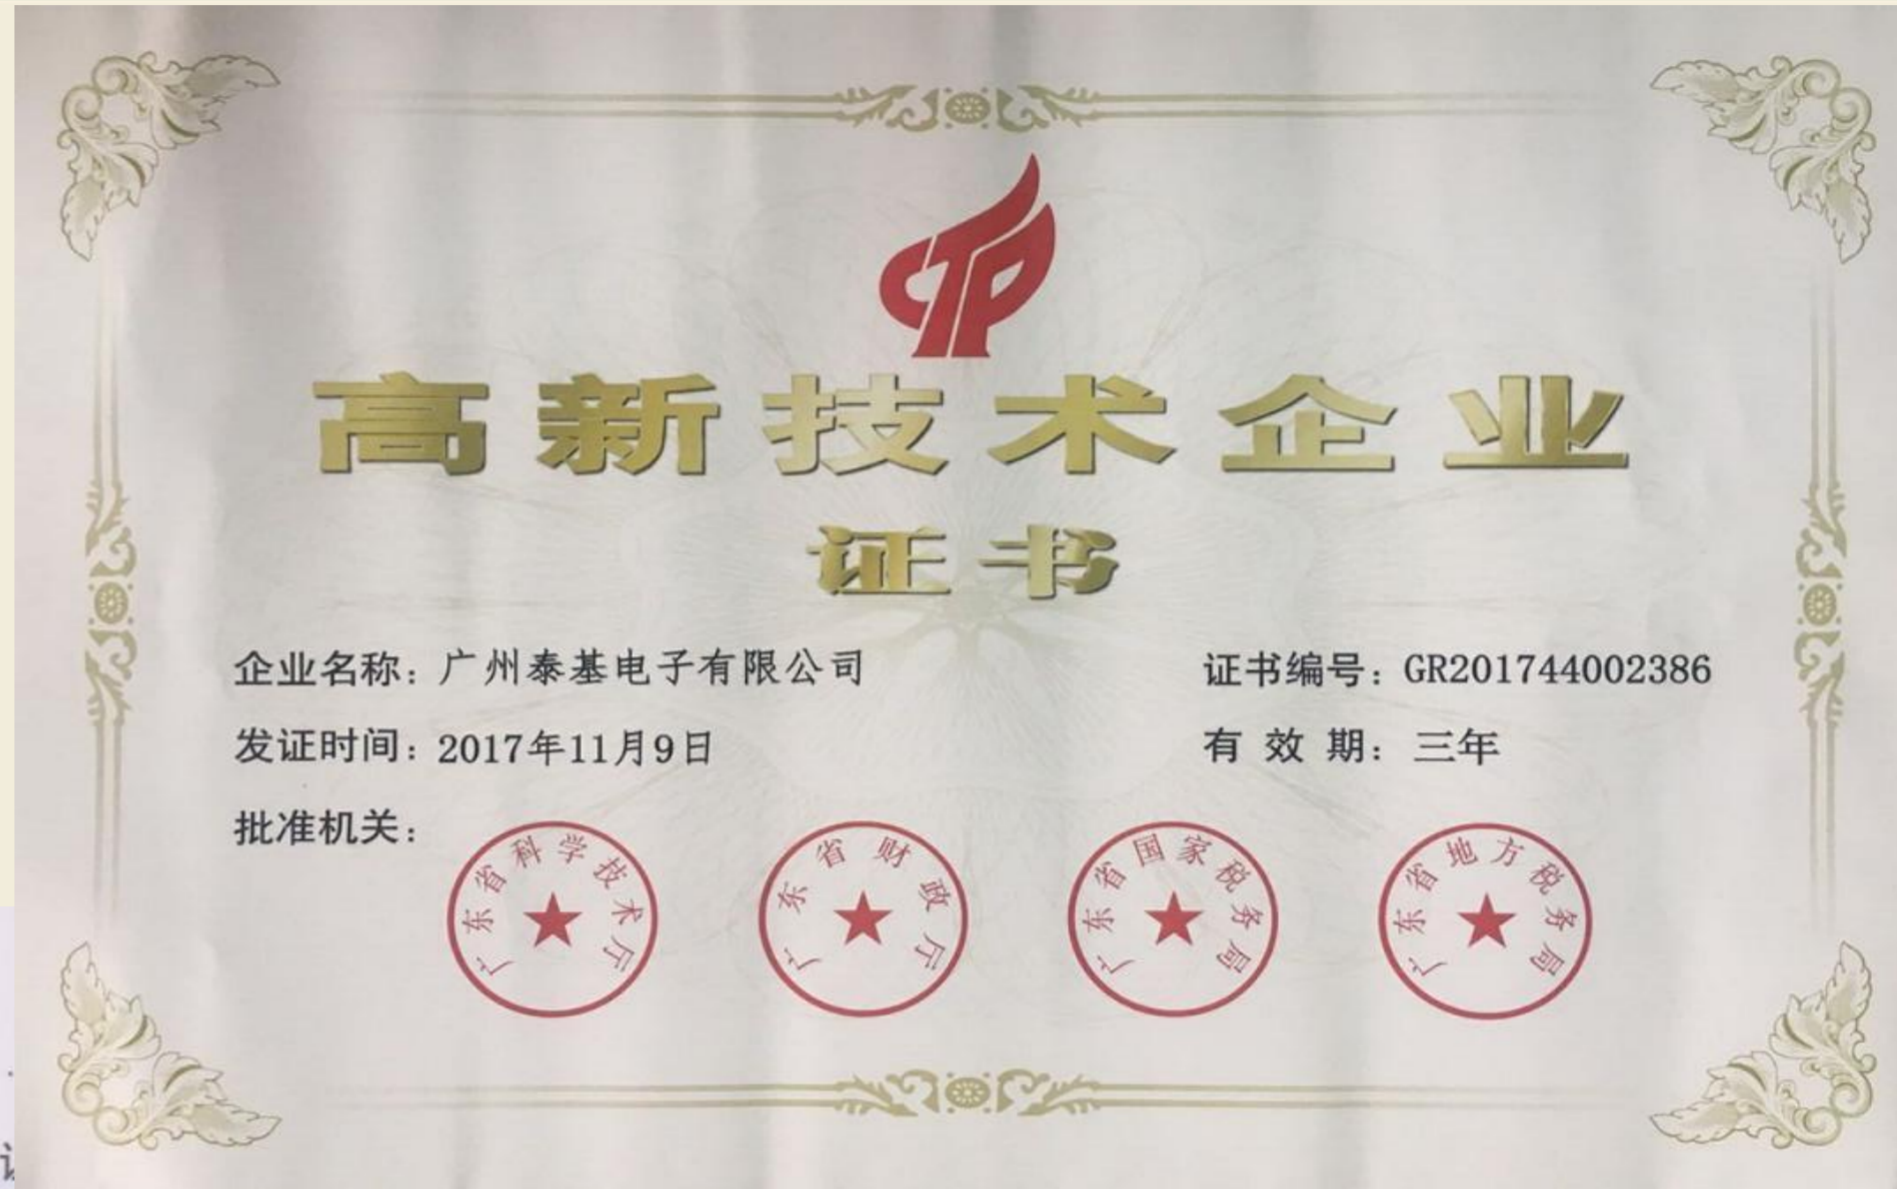 高新技术企业
证书
企业名称：广州泰基电子有限公司
证书编号：GR201744002386
发证时间：2017年11月9日
有效期：三年
批准机关：
广东省科学技术厅
广东省财政厅
广东省国家税务局
广东省地方税务局